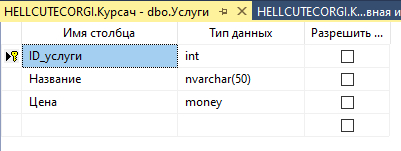 HELLCUTECORGI.Курсач - dbo.Услуги
HELLCUTECORGI.K...вная и
Имя столбца Тип данных Разрешить ...
ID_услуги int
Название nvarchar(50)
Цена money